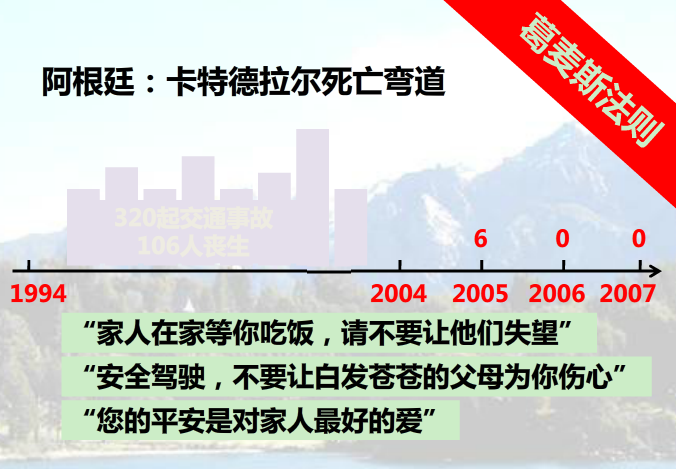 葛麦斯法则
阿根廷：卡特德拉尔死亡弯道
320起交通事故
106人丧生
6 0 0
1994 2004 2005 2006 2007
“家人在家等你吃饭，请不要让他们失望”
“安全驾驶，不要让白发苍苍的父母为你伤心”
“您的平安是对家人最好的爱”